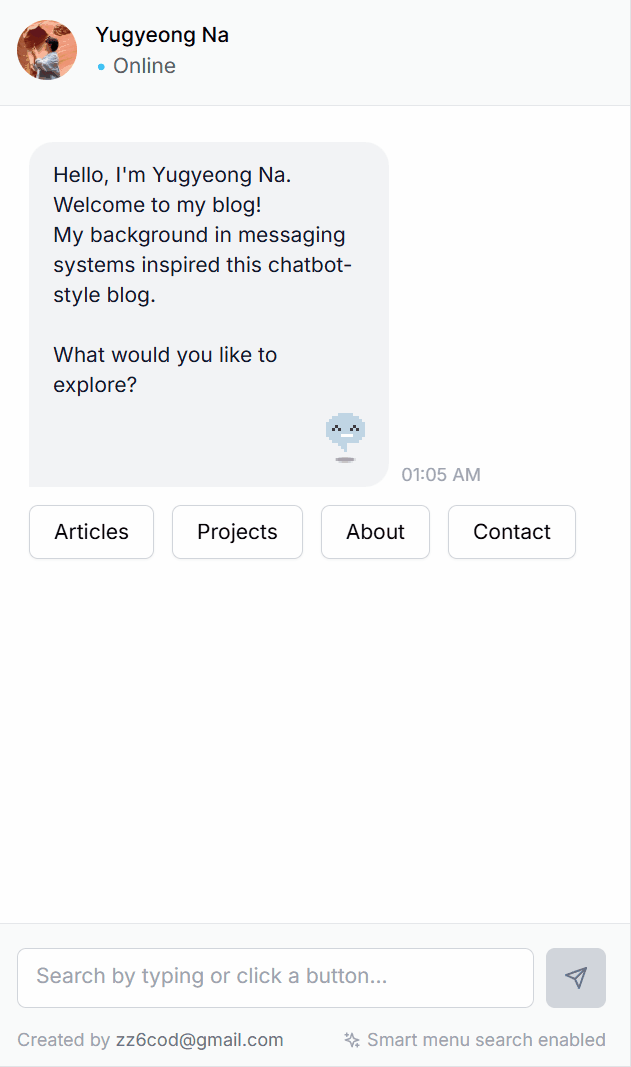 Yugyeong Na
• Online
Hello, I'm Yugyeong Na.
Welcome to my blog!
My background in messaging
systems inspired this chatbot-
style blog.
What would you like to
explore?
01:05 AM
Articles
Projects
About
Contact
Search by typing or click a button...
Created by zz6cod@gmail.com
Smart menu search enabled